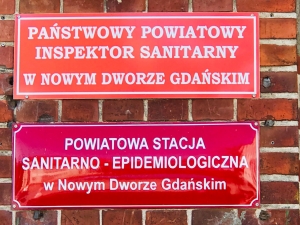 PAŃSTWOWY POWIATOWY
INSPEKTOR SANITARNY
W NOWYM DWORZE GDAŃSKIM
POWIATOWA STACJA
SANITARNO - EPIDEMIOLOGICZNA
w Nowym Dworze Gdańskim